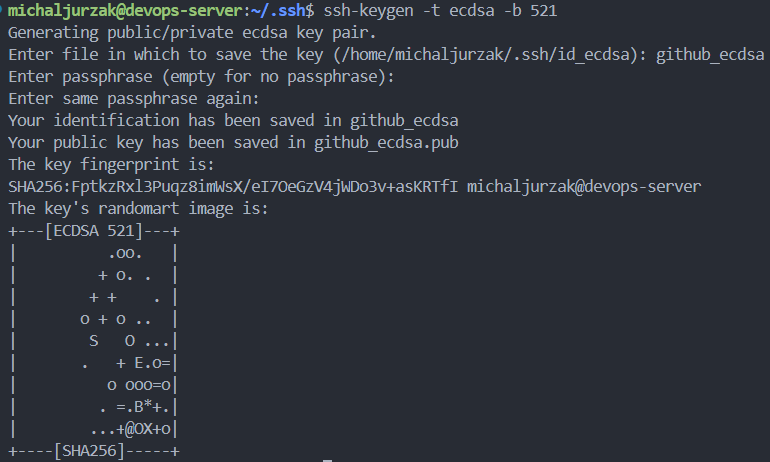 michaljurzak@devops-server:~/.ssh$ ssh-keygen -t ecdsa -b 521
Generating public/private ecdsa key pair.
Enter file in which to save the key (/home/michaljurzak/.ssh/id_ecdsa): github_ecdsa
Enter passphrase (empty for no passphrase):
Enter same passphrase again:
Your identification has been saved in github_ecdsa
Your public key has been saved in github_ecdsa.pub
The key fingerprint is:
SHA256:FptkzRxl3Puqz8imWsX/eI7OeGzV4jWDo3v+asKRTfI michaljurzak@devops-server
The key's randomart image is:
+---[ECDSA 521]---+
|          .oo.   |
|         + o. .  |
|        + +    . |
|       o + o ..  |
|        S   O ...|
|       .   + E.o=|
|          o ooo=o|
|         . =.B*+.|
|        ...+@OX+o|
+----[SHA256]-----+